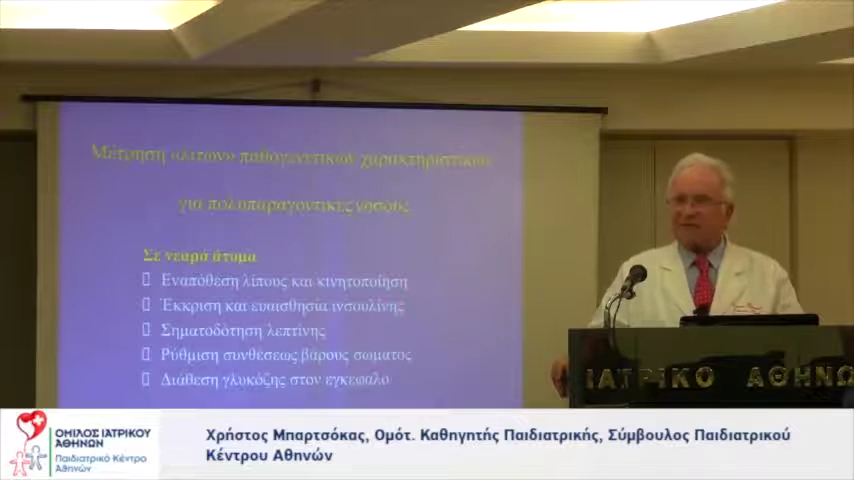 Μέτρηση «λιτών» παθογενετικών χαρακτηριστικών
για πολυπαραγοντικές νόσους
Σε νεαρά άτομα
Εναπόθεση λίπους και κινητοποίηση
Έκκριση και ευαισθησία ινσουλίνης
Σηματοδότηση λεπτίνης
Ρύθμιση συνθέσεως βάρους σώματος
Διάθεση γλυκόζης στον εγκέφαλο
ΙΑΤΡΙΚΟ ΑΘΗΝΩ
ΟΜΙΛΟΣ ΙΑΤΡΙΚΟΥ
ΑΘΗΝΩΝ
Παιδιατρικό Κέντρο
Αθηνών
Χρήστος Μπαρτσόκας, Ομότ. Καθηγητής Παιδιατρικής, Σύμβουλος Παιδιατρικού
Κέντρου Αθηνών